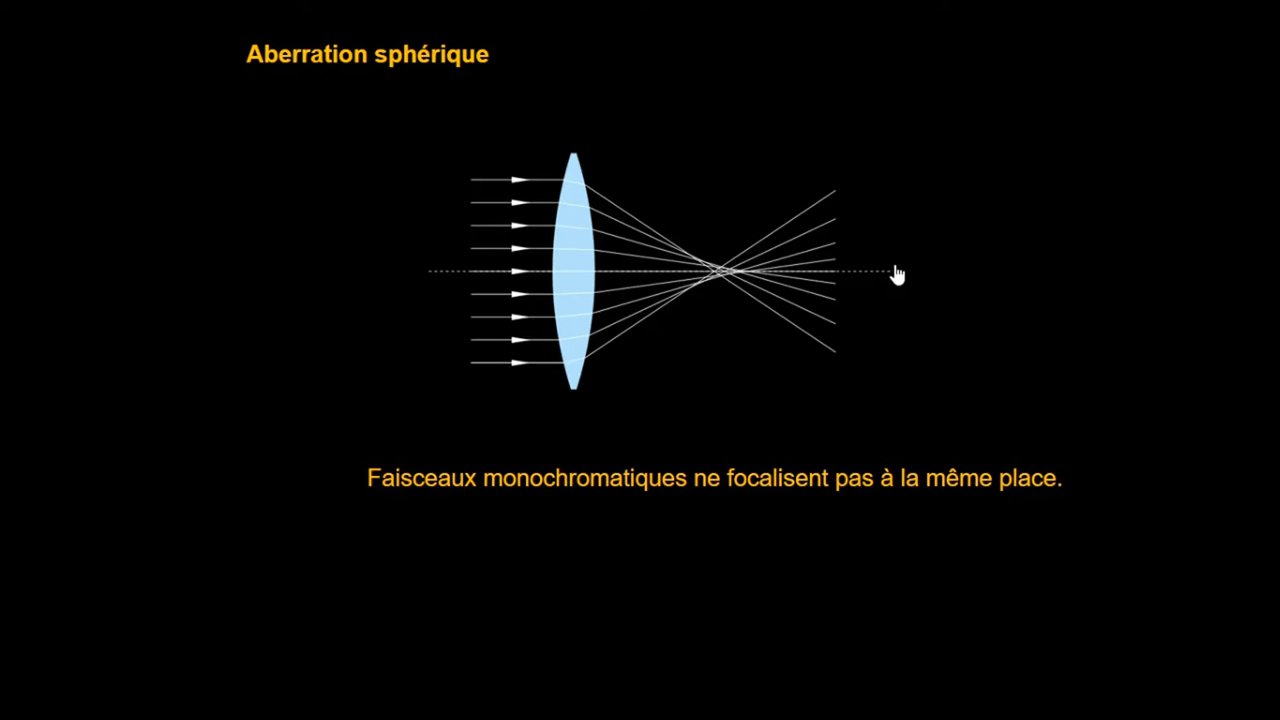 Aberration sphérique
Faisceaux monochromatiques ne focalisent pas à la même place.